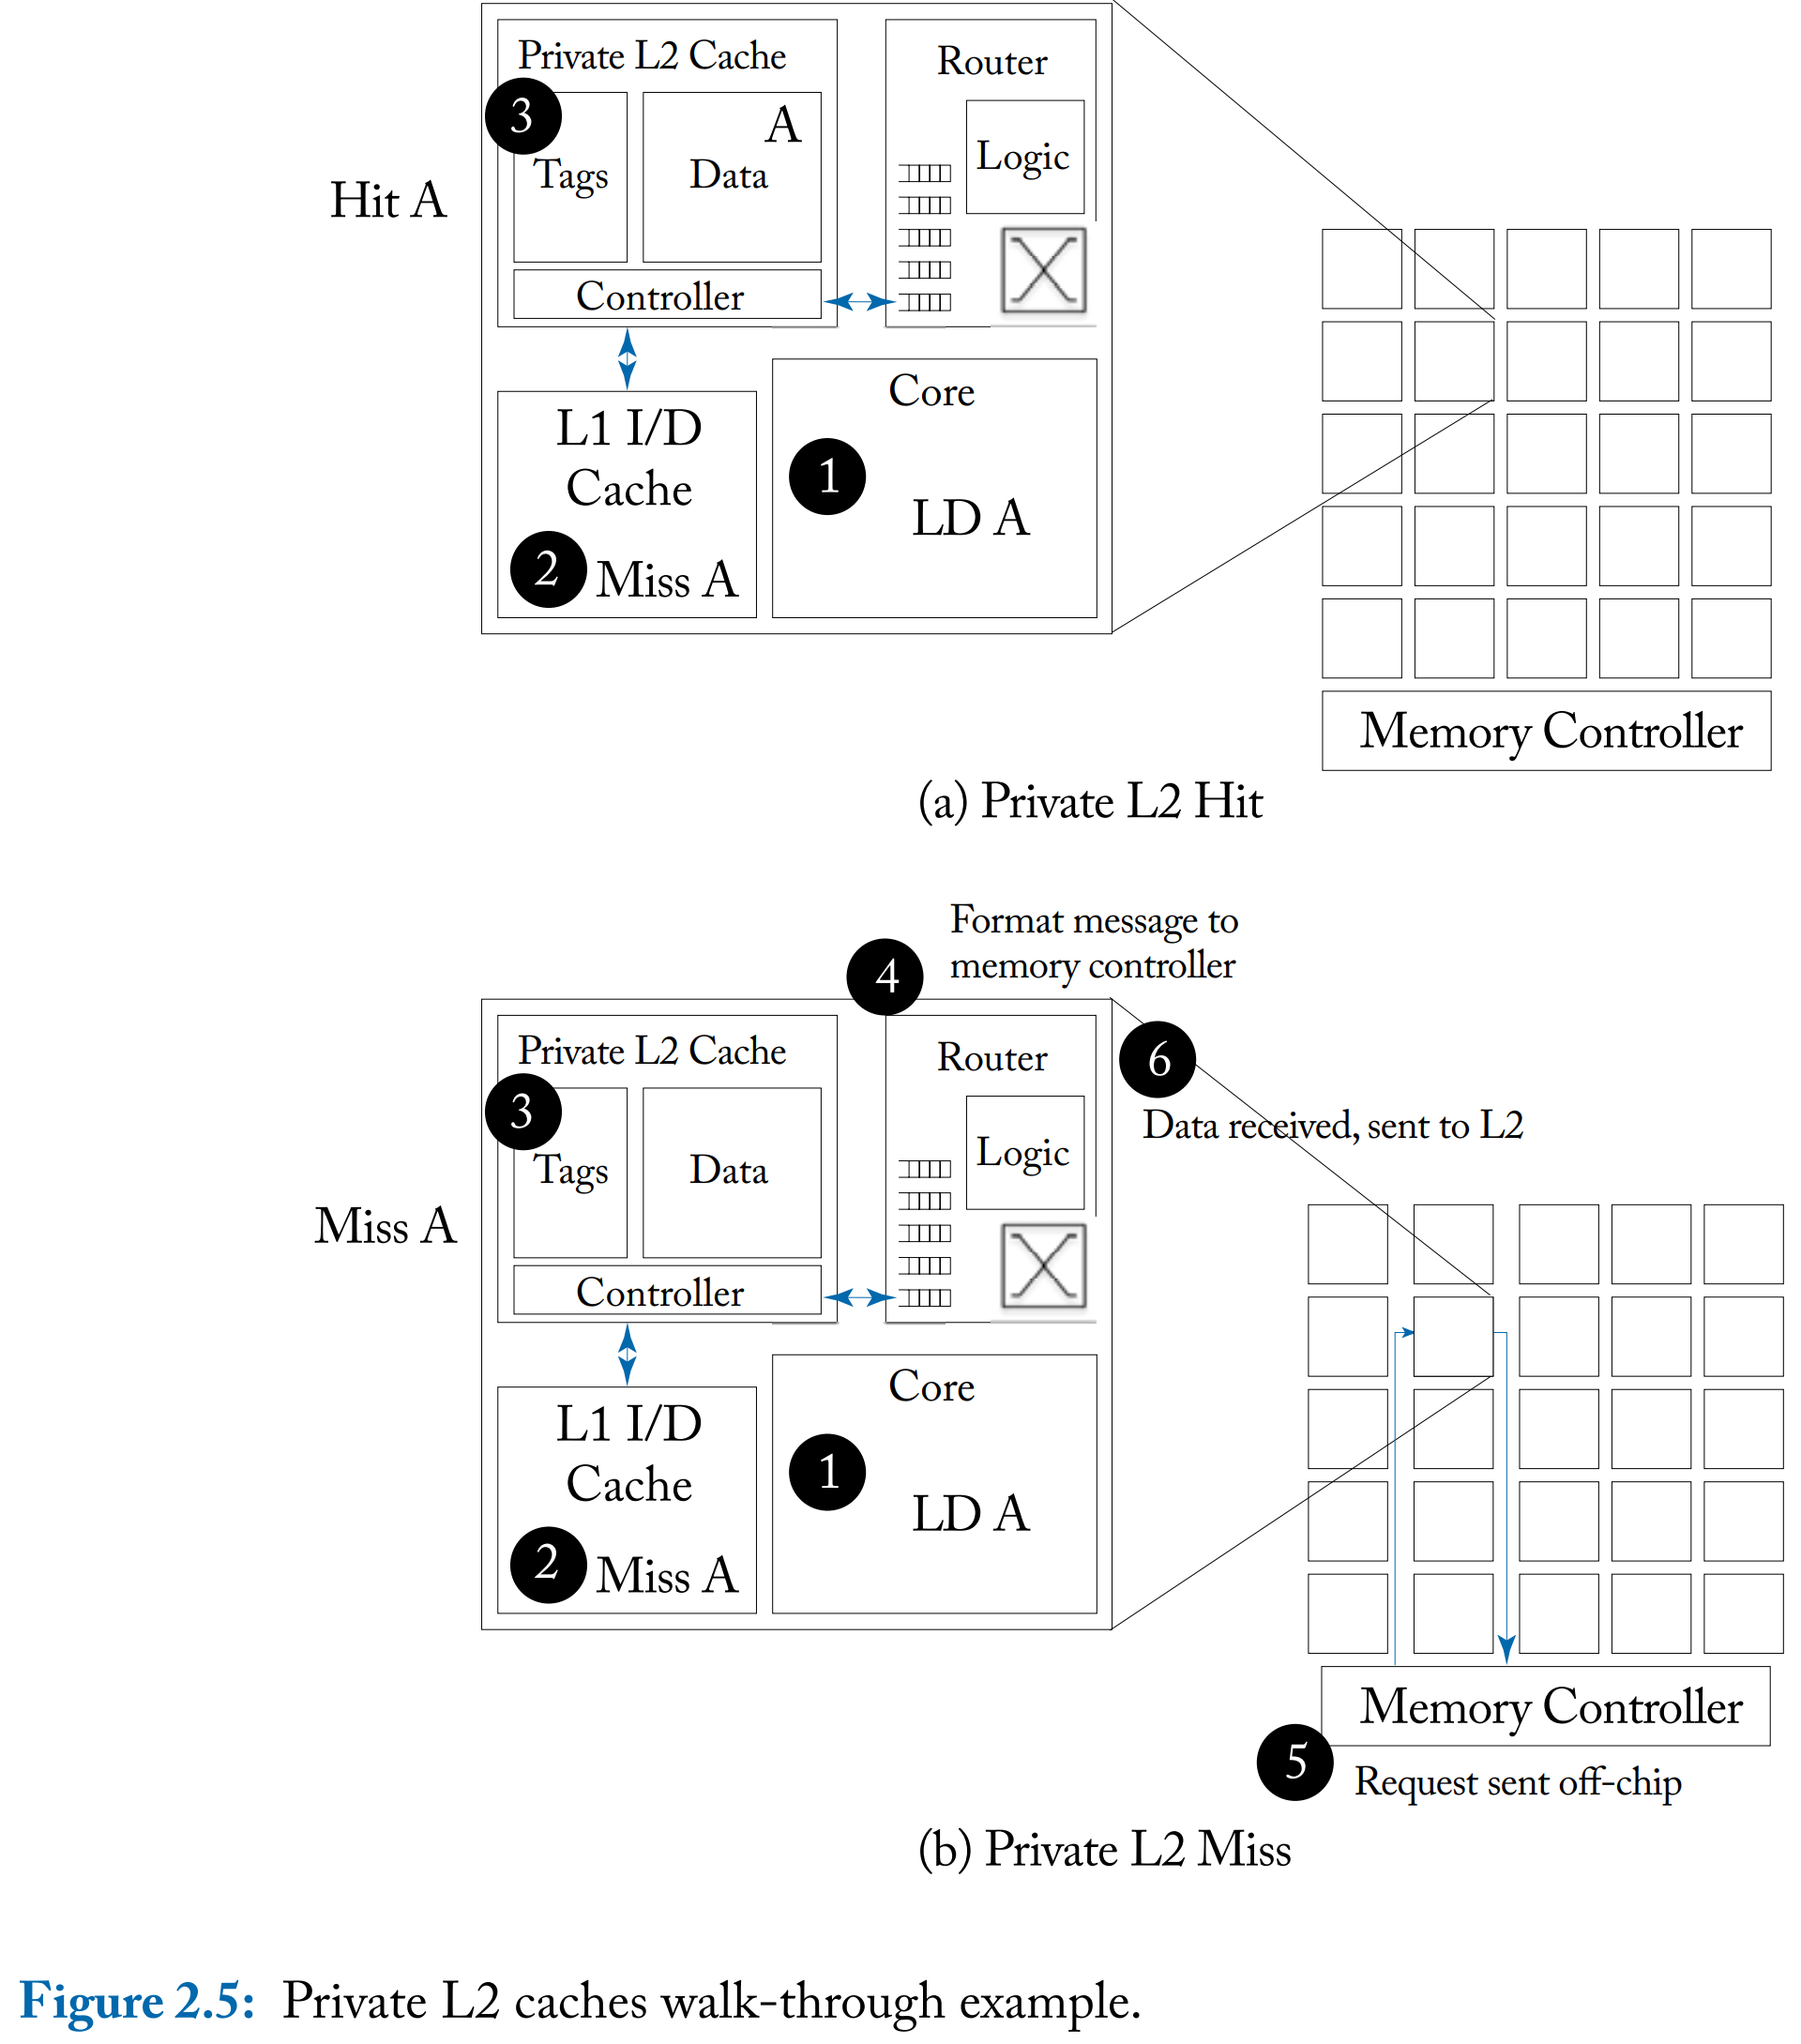 Private L2 Cache
Router
3
A
Tags
Data
Logic
Hit A
Controller
L1 I/D
Cache
Core
1
LD A
2
Miss A
Memory Controller
(a) Private L2 Hit
Format message to
memory controller
4
Private L2 Cache
Router
6
3
Data received, sent to L2
Tags
Data
Logic
Miss A
Controller
L1 I/D
Cache
Core
1
LD A
2
Miss A
Memory Controller
5
Request sent off-chip
(b) Private L2 Miss
Figure 2.5: Private L2 caches walk-through example.